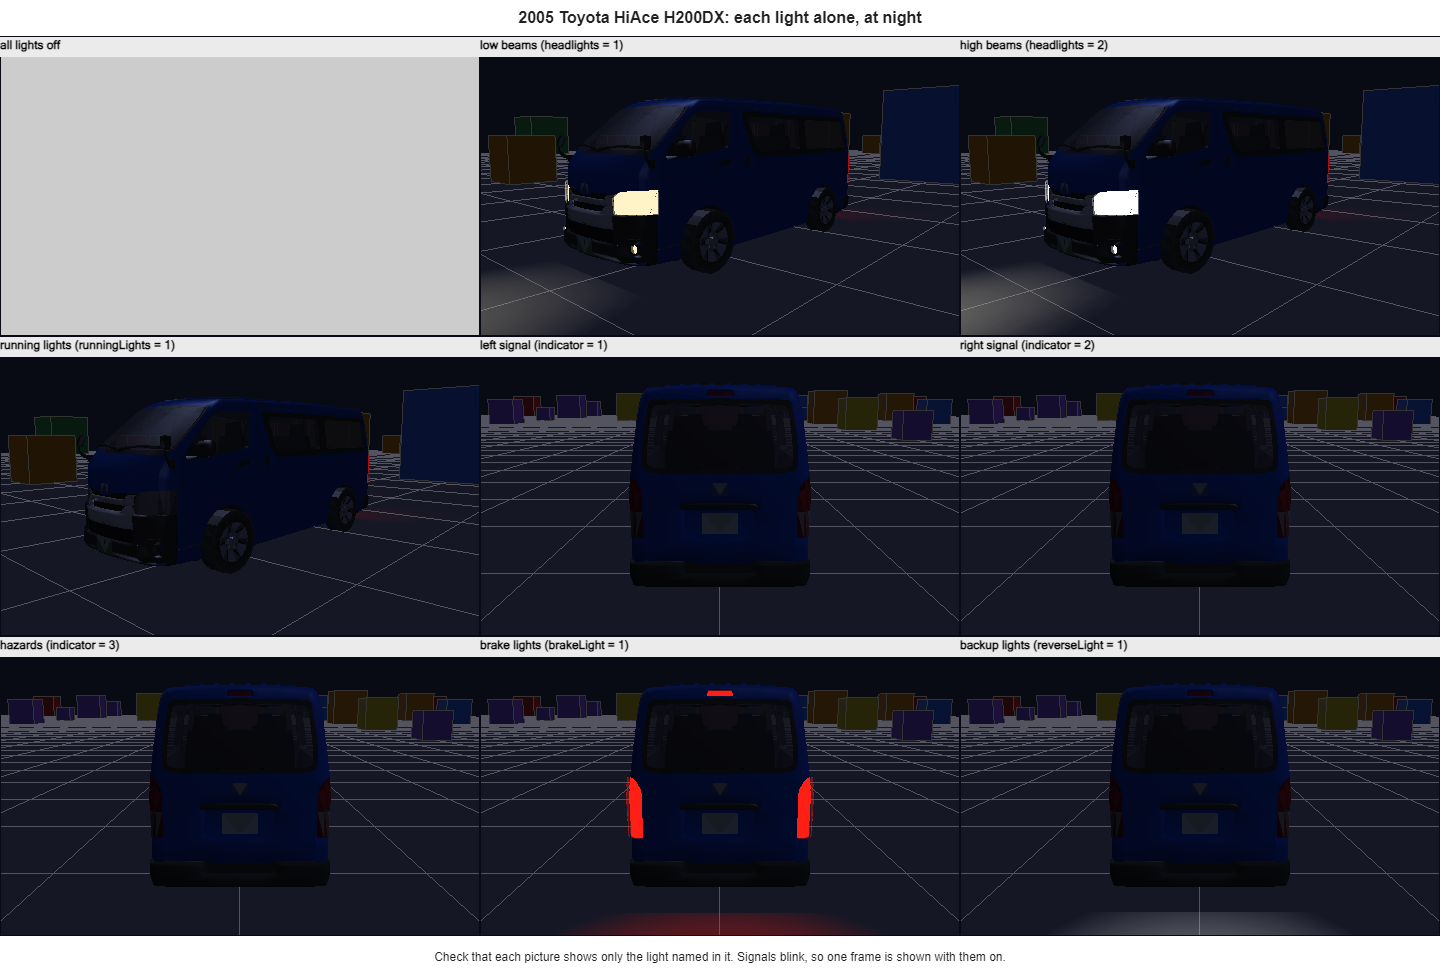 2005 Toyota HiAce H200DX: each light alone, at night
all lights off
low beams (headlights = 1)
high beams (headlights = 2)
running lights (runningLights = 1)
left signal (indicator = 1)
right signal (indicator = 2)
hazards (indicator = 3)
brake lights (brakeLight = 1)
backup lights (reverseLight = 1)
Check that each picture shows only the light named in it. Signals blink, so one frame is shown with them on.